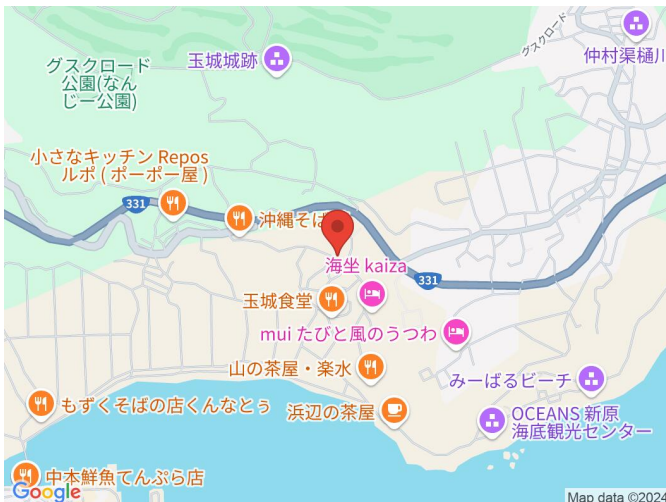 グスクロード
公園(なん
じー公園)
玉城城跡
グスクロード
仲村渠樋川
小さなキッチン Repos
ルポ ( ポーポー屋 )
331
沖縄そば
海坐 kaiza
331
玉城食堂
mui たびと風のうつわ
山の茶屋・楽水
みーばるビーチ
もずくそばの店くんなとぅ
浜辺の茶屋
OCEANS 新原
海底観光センター
中本鮮魚てんぷら店
Google
Map data ©2024